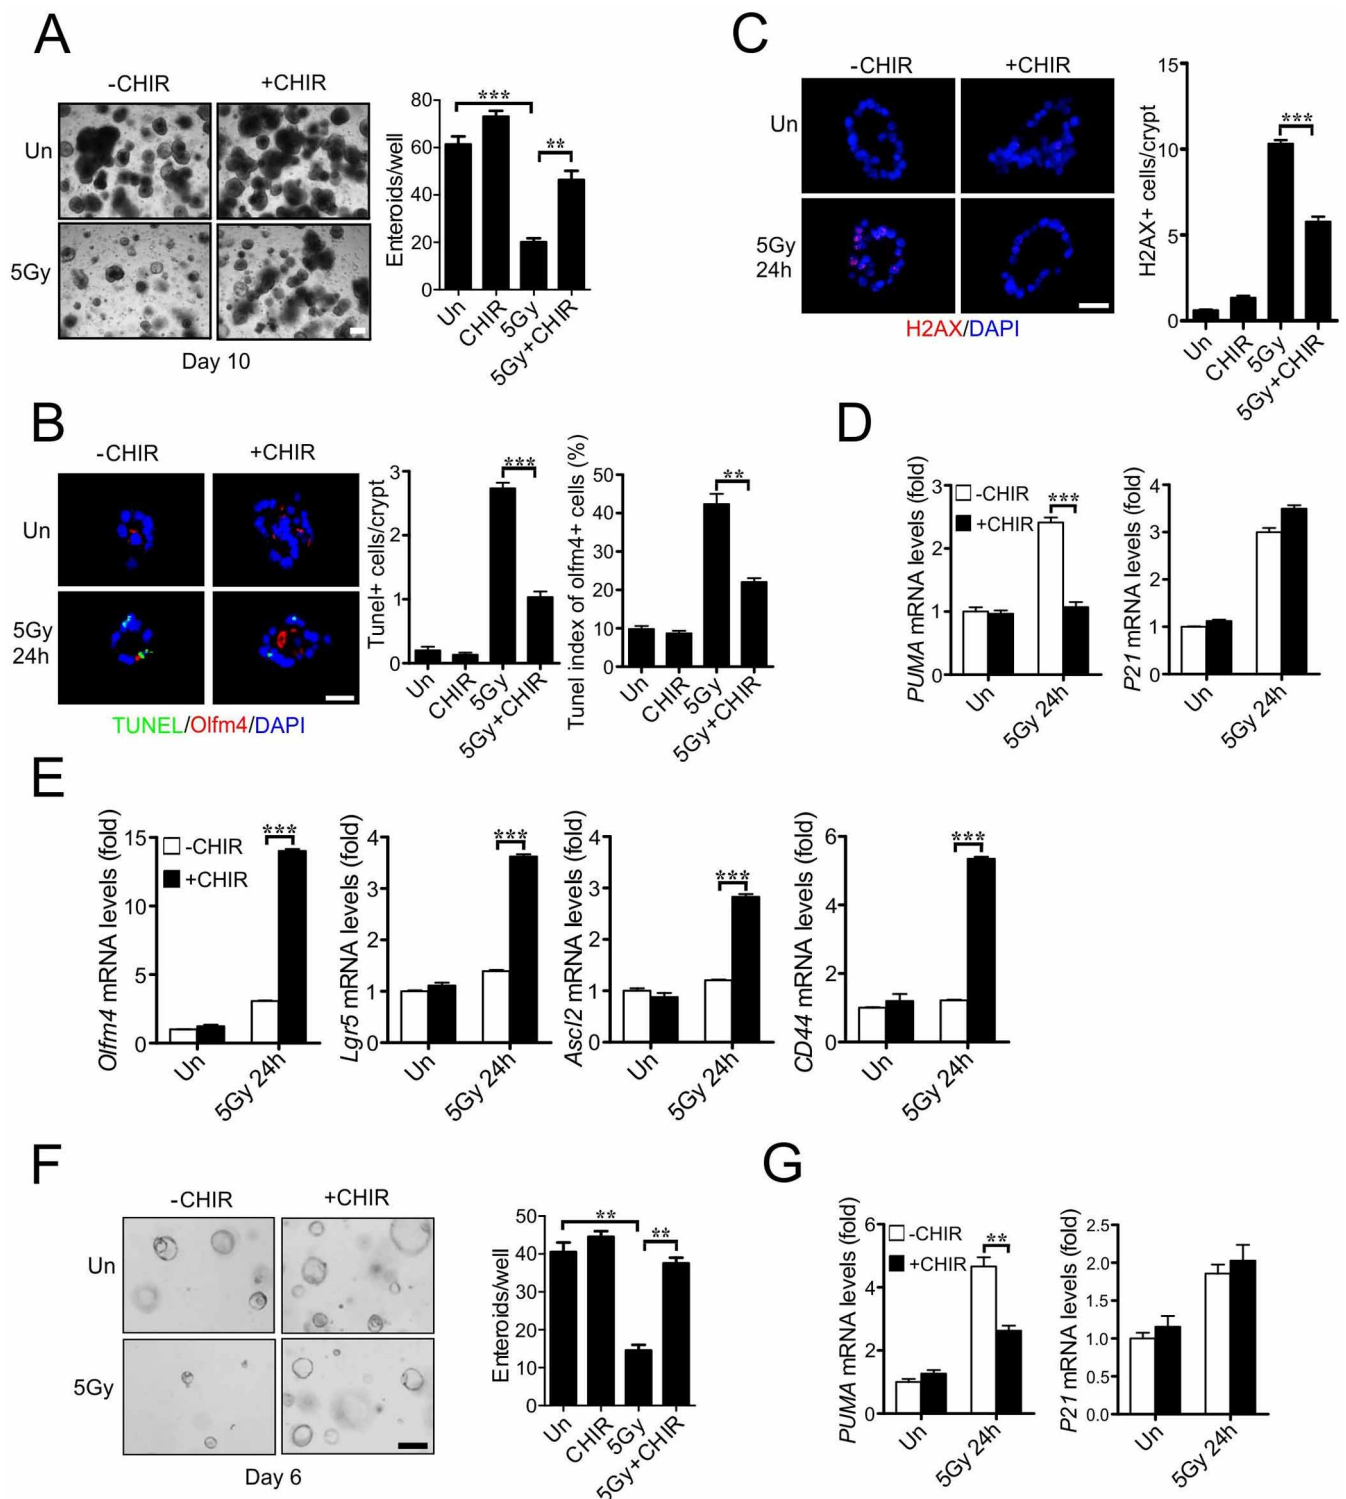 A
-CHIR
+CHIR
Un
5Gy
Day 10
Enteroids/well
80
60
40
20
0
***
**
Un
CHIR
5Gy
5Gy+CHIR
C
-CHIR
+CHIR
Un
5Gy
24h
H2AX/DAPI
H2AX+ cells/crypt
15
10
5
0
***
Un
CHIR
5Gy
5Gy+CHIR
B
-CHIR
+CHIR
Un
5Gy
24h
TUNEL/Olfm4/DAPI
Tunel+ cells/crypt
3
2
1
0
***
Un
CHIR
5Gy
5Gy+CHIR
Tunel index of olfm4+ cells (%)
50
40
30
20
10
0
**
Un
CHIR
5Gy
5Gy+CHIR
D
PUMA mRNA levels (fold)
3
2
1
0
-CHIR
+CHIR
***
Un
5Gy 24h
P21 mRNA levels (fold)
4
3
2
1
0
Un
5Gy 24h
E
Olfm4 mRNA levels (fold)
15
10
5
0
-CHIR
+CHIR
***
Un
5Gy 24h
Lgr5 mRNA levels (fold)
4
3
2
1
0
***
Un
5Gy 24h
Ascl2 mRNA levels (fold)
4
3
2
1
0
***
Un
5Gy 24h
CD44 mRNA levels (fold)
6
4
2
0
***
Un
5Gy 24h
F
-CHIR
+CHIR
Un
5Gy
Day 6
Enteroids/well
50
40
30
20
10
0
**
**
Un
CHIR
5Gy
5Gy+CHIR
G
PUMA mRNA levels (fold)
6
4
2
0
-CHIR
+CHIR
**
Un
5Gy 24h
P21 mRNA levels (fold)
2.5
2.0
1.5
1.0
0.5
0.0
Un
5Gy 24h